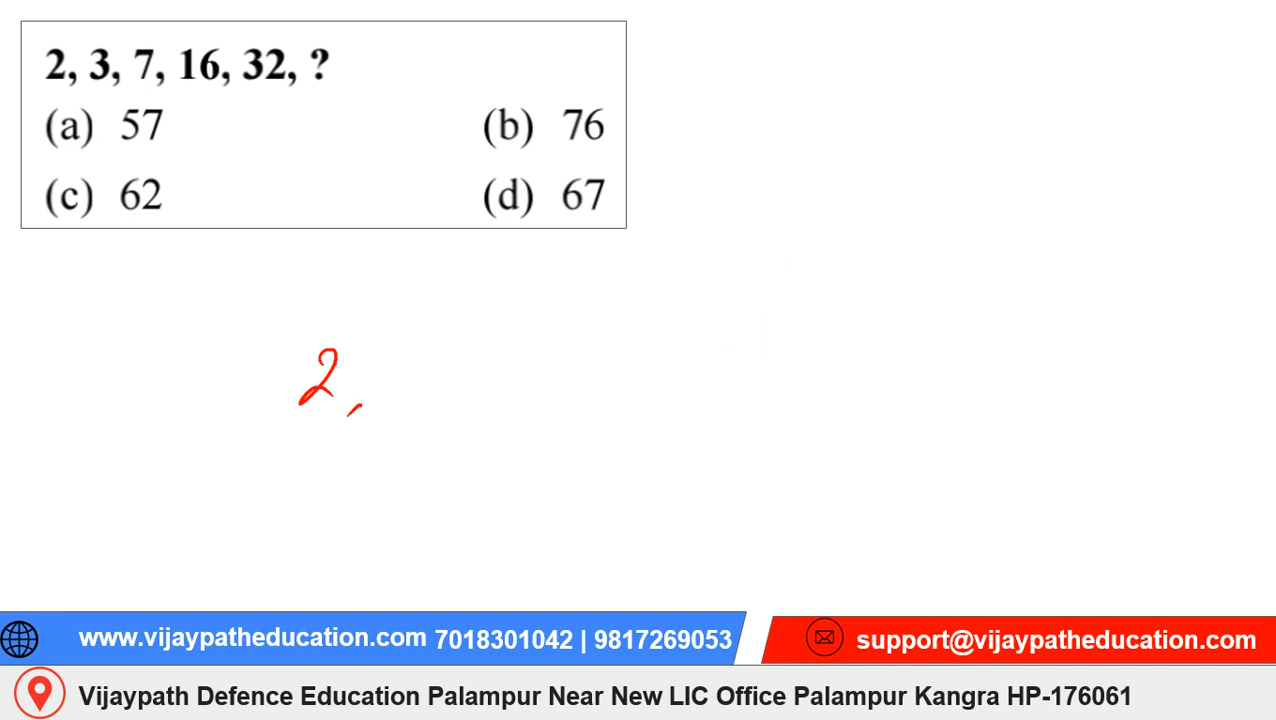 2, 3, 7, 16, 32, ?
(a) 57 (b) 76
(c) 62 (d) 67
2,
www.vijaypatheducation.com 7018301042 | 9817269053 support@vijaypatheducation.com
Vijaypath Defence Education Palampur Near New LIC Office Palampur Kangra HP-176061